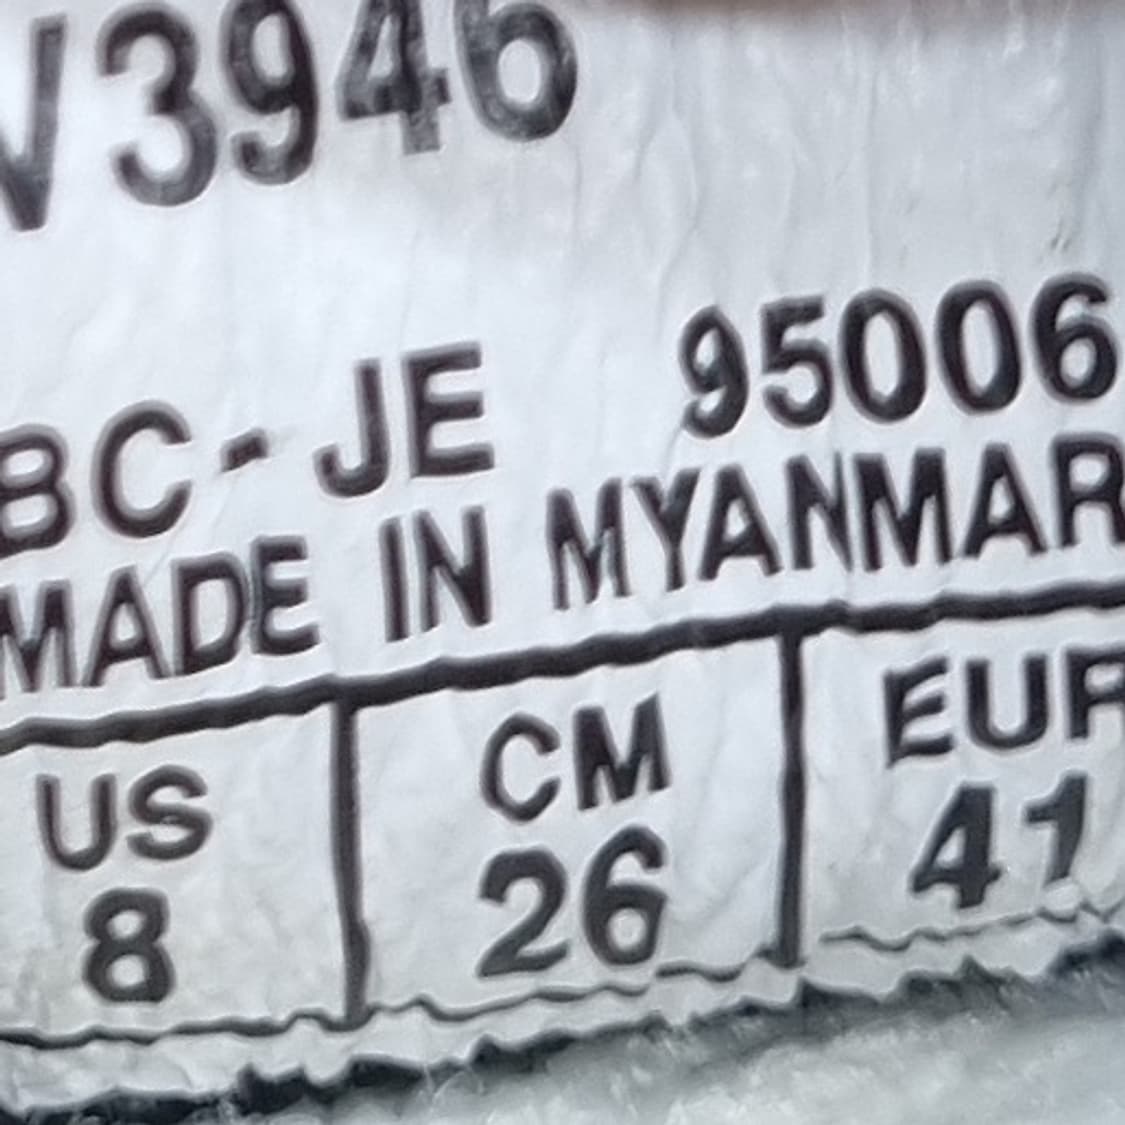 V3946
BC-JE 95006
MADE IN MYANMAR
US CM EUR
8 26 41